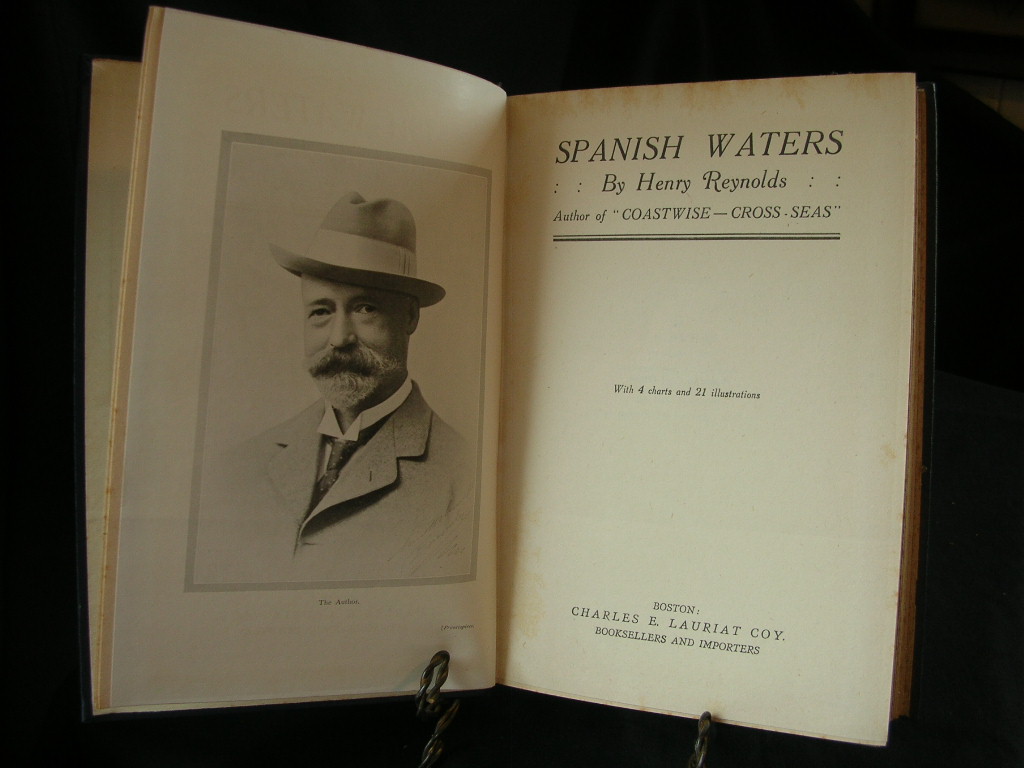 The Author.
[Frontispiece.
SPANISH WATERS
: : By Henry Reynolds : :
Author of "COASTWISE — CROSS - SEAS"
With 4 charts and 21 illustrations
BOSTON:
CHARLES E. LAURIAT COY.
BOOKSELLERS AND IMPORTERS